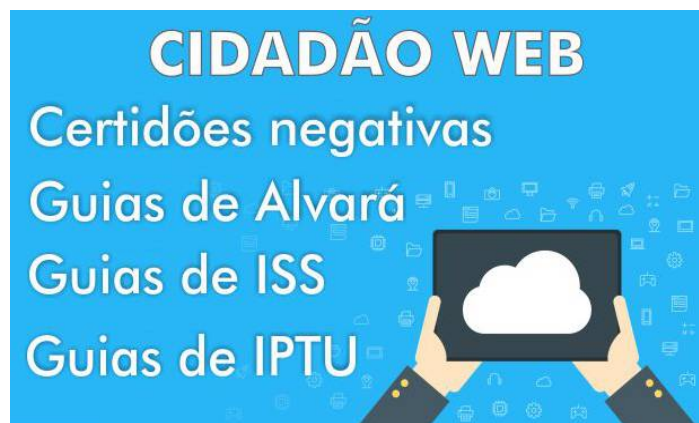 CIDADÃO WEB
Certidões negativas
Guias de Alvará
Guias de ISS
Guias de IPTU